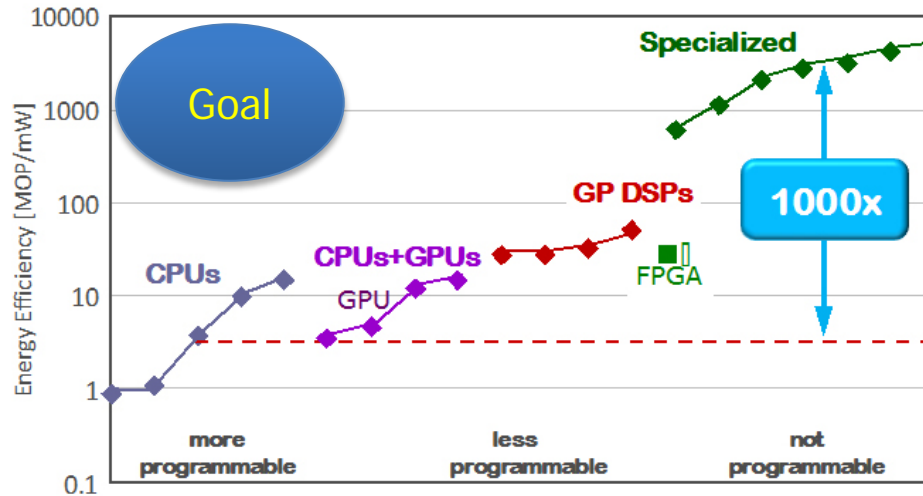 10000
1000
100
10
1
0.1
Energy Efficiency [MOP/mW]
Goal
CPUs
CPUs+GPUs
GPU
GP DSPs
FPGA
Specialized
1000x
more
programmable
less
programmable
not
programmable